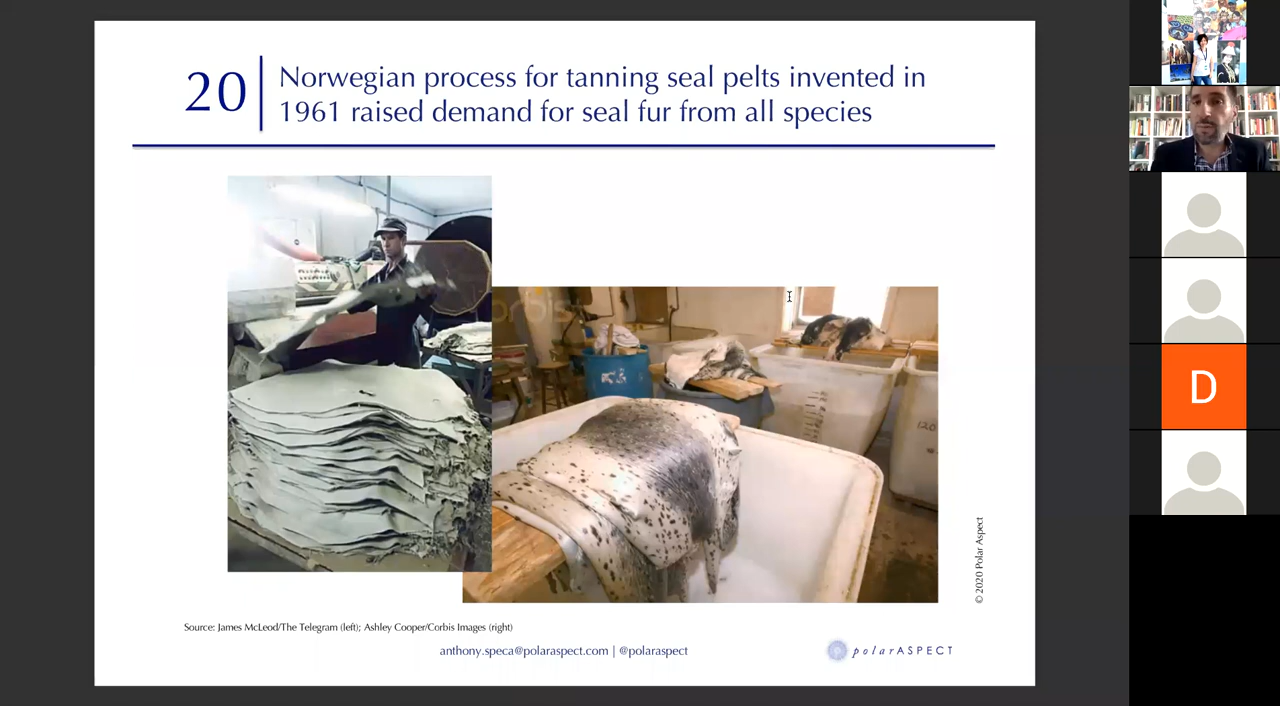 20
Norwegian process for tanning seal pelts invented in
1961 raised demand for seal fur from all species
orbis
© 2020 Polar Aspect
Source: James McLeod/The Telegram (left); Ashley Cooper/Corbis Images (right)
anthony.speca@polaraspect.com | @polaraspect
polarASPECT
D